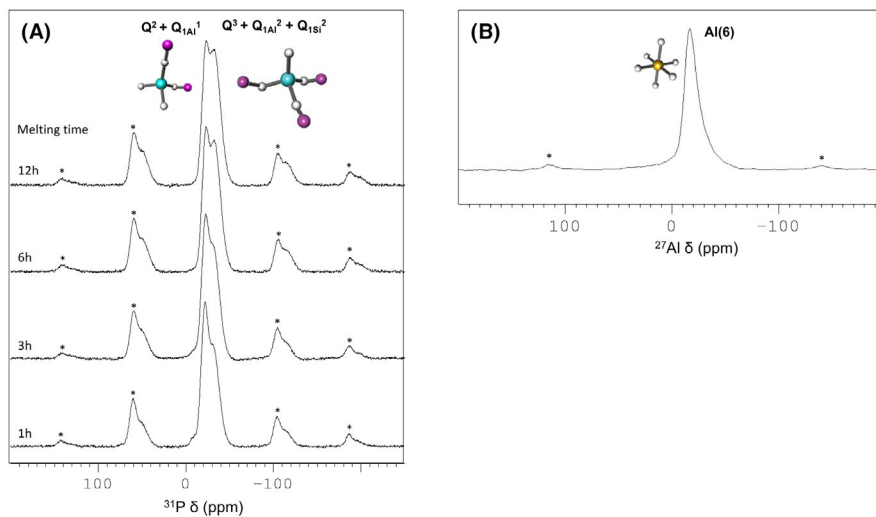 (A)
Q² + Q₁Al¹
Q³ + Q₁Al² + Q₁Si²
Melting time
*
*
*
*
12h
*
*
*
*
6h
*
*
*
*
3h
*
*
*
*
1h
100 0 −100
³¹P δ (ppm)
(B)
Al(6)
*
*
100 0 −100
²⁷Al δ (ppm)